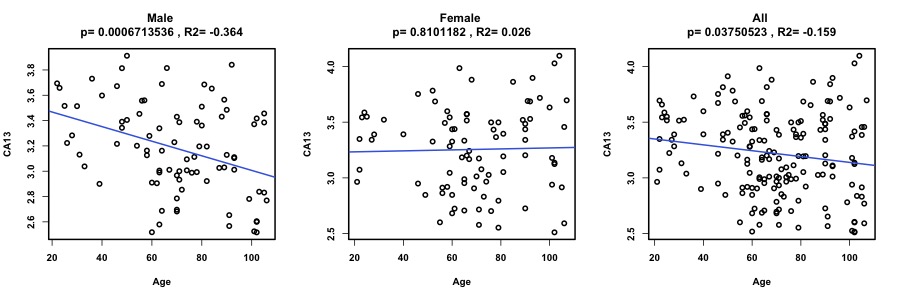 Male
p= 0.0006713536 , R2= -0.364
CA13
3.8
3.6
3.4
3.2
3.0
2.8
2.6
20 40 60 80 100
Age
Female
p= 0.8101182 , R2= 0.026
CA13
4.0
3.5
3.0
2.5
20 40 60 80 100
Age
All
p= 0.03750523 , R2= -0.159
CA13
4.0
3.5
3.0
2.5
20 40 60 80 100
Age